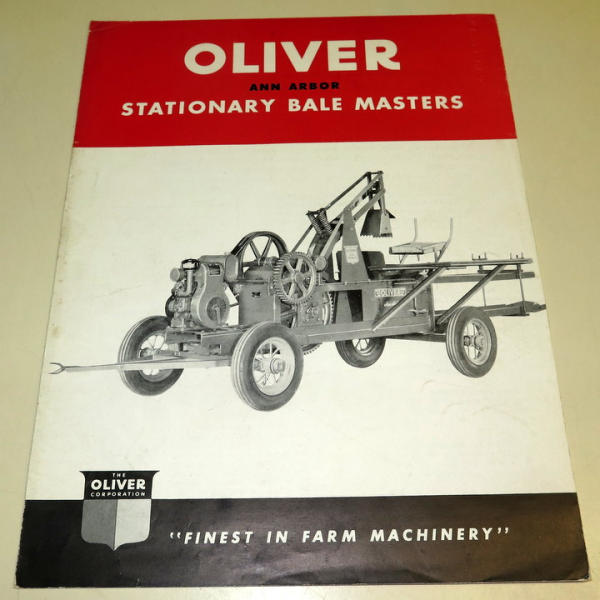 OLIVER
ANN ARBOR
STATIONARY BALE MASTERS
OLIVER
THE
OLIVER
CORPORATION
"FINEST IN FARM MACHINERY"